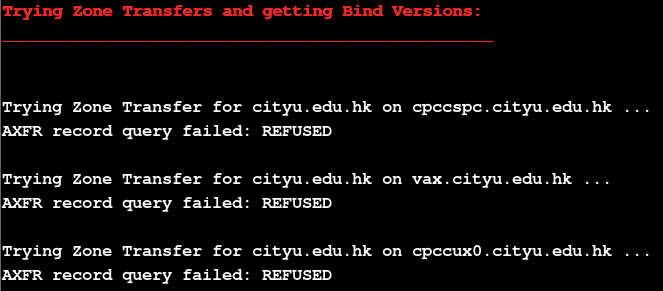 Trying Zone Transfers and getting Bind Versions:
Trying Zone Transfer for cityu.edu.hk on cpccspc.cityu.edu.hk ...
AXFR record query failed: REFUSED
Trying Zone Transfer for cityu.edu.hk on vax.cityu.edu.hk ...
AXFR record query failed: REFUSED
Trying Zone Transfer for cityu.edu.hk on cpccux0.cityu.edu.hk ...
AXFR record query failed: REFUSED